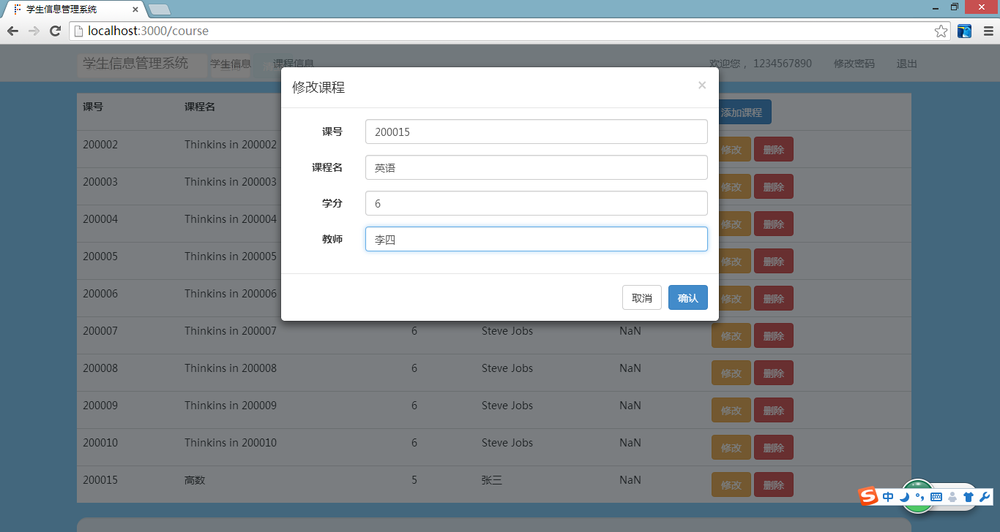 学生信息管理系统
localhost:3000/course
学生信息管理系统 学生信息 课程信息 欢迎您， 1234567890 修改密码 退出
修改课程 ×
课号 200015
课程名 英语
学分 6
教师 李四
取消 确认
课号 课程名 添加课程
200002 Thinkins in 200002 修改 删除
200003 Thinkins in 200003 修改 删除
200004 Thinkins in 200004 修改 删除
200005 Thinkins in 200005 修改 删除
200006 Thinkins in 200006 修改 删除
200007 Thinkins in 200007 6 Steve Jobs NaN 修改 删除
200008 Thinkins in 200008 6 Steve Jobs NaN 修改 删除
200009 Thinkins in 200009 6 Steve Jobs NaN 修改 删除
200010 Thinkins in 200010 6 Steve Jobs NaN 修改 删除
200015 高数 5 张三 NaN 修改 删除
S 中